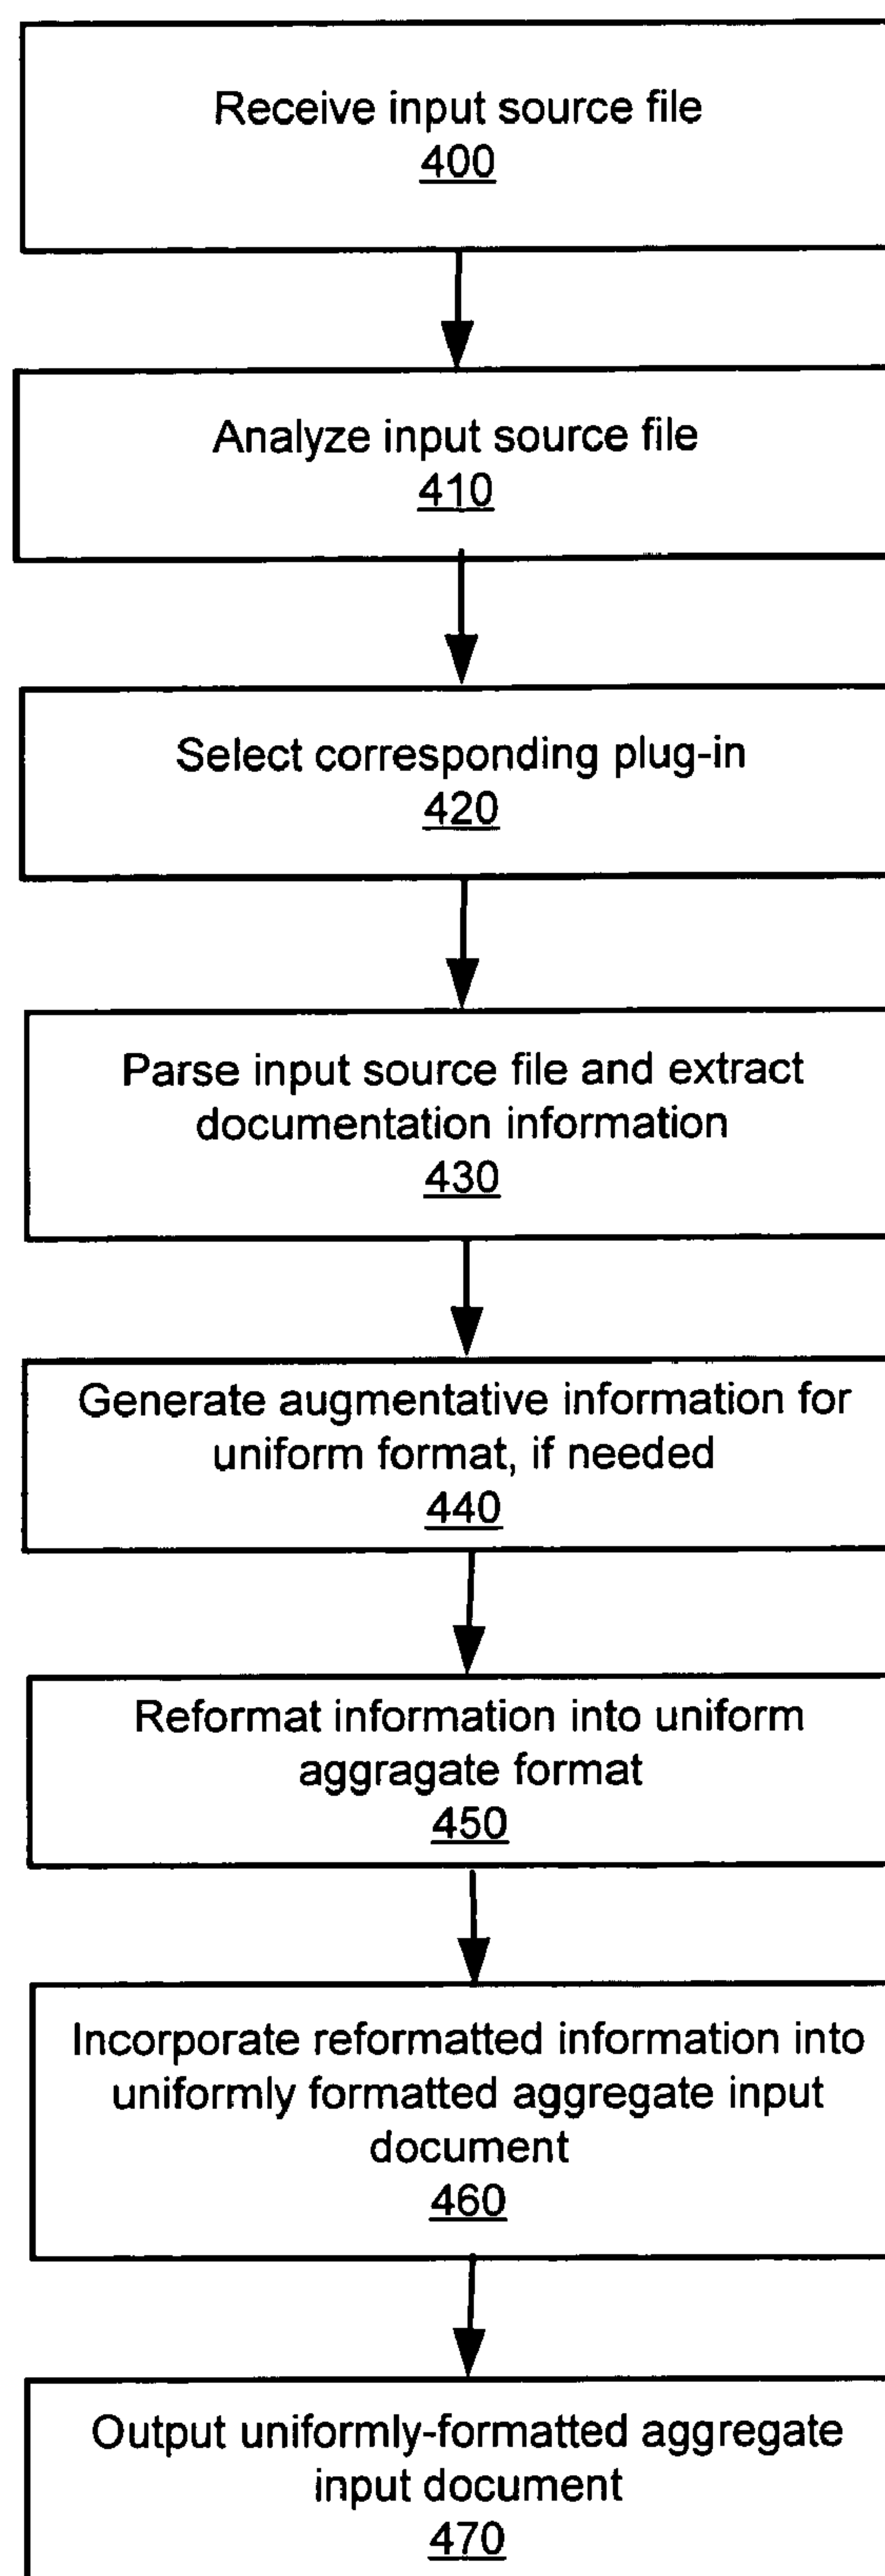 Receive input source file
400
Analyze input source file
410
Select corresponding plug-in
420
Parse input source file and extract
documentation information
430
Generate augmentative information for
uniform format, if needed
440
Reformat information into uniform
aggragate format
450
Incorporate reformatted information into
uniformly formatted aggregate input
document
460
Output uniformly-formatted aggregate
input document
470